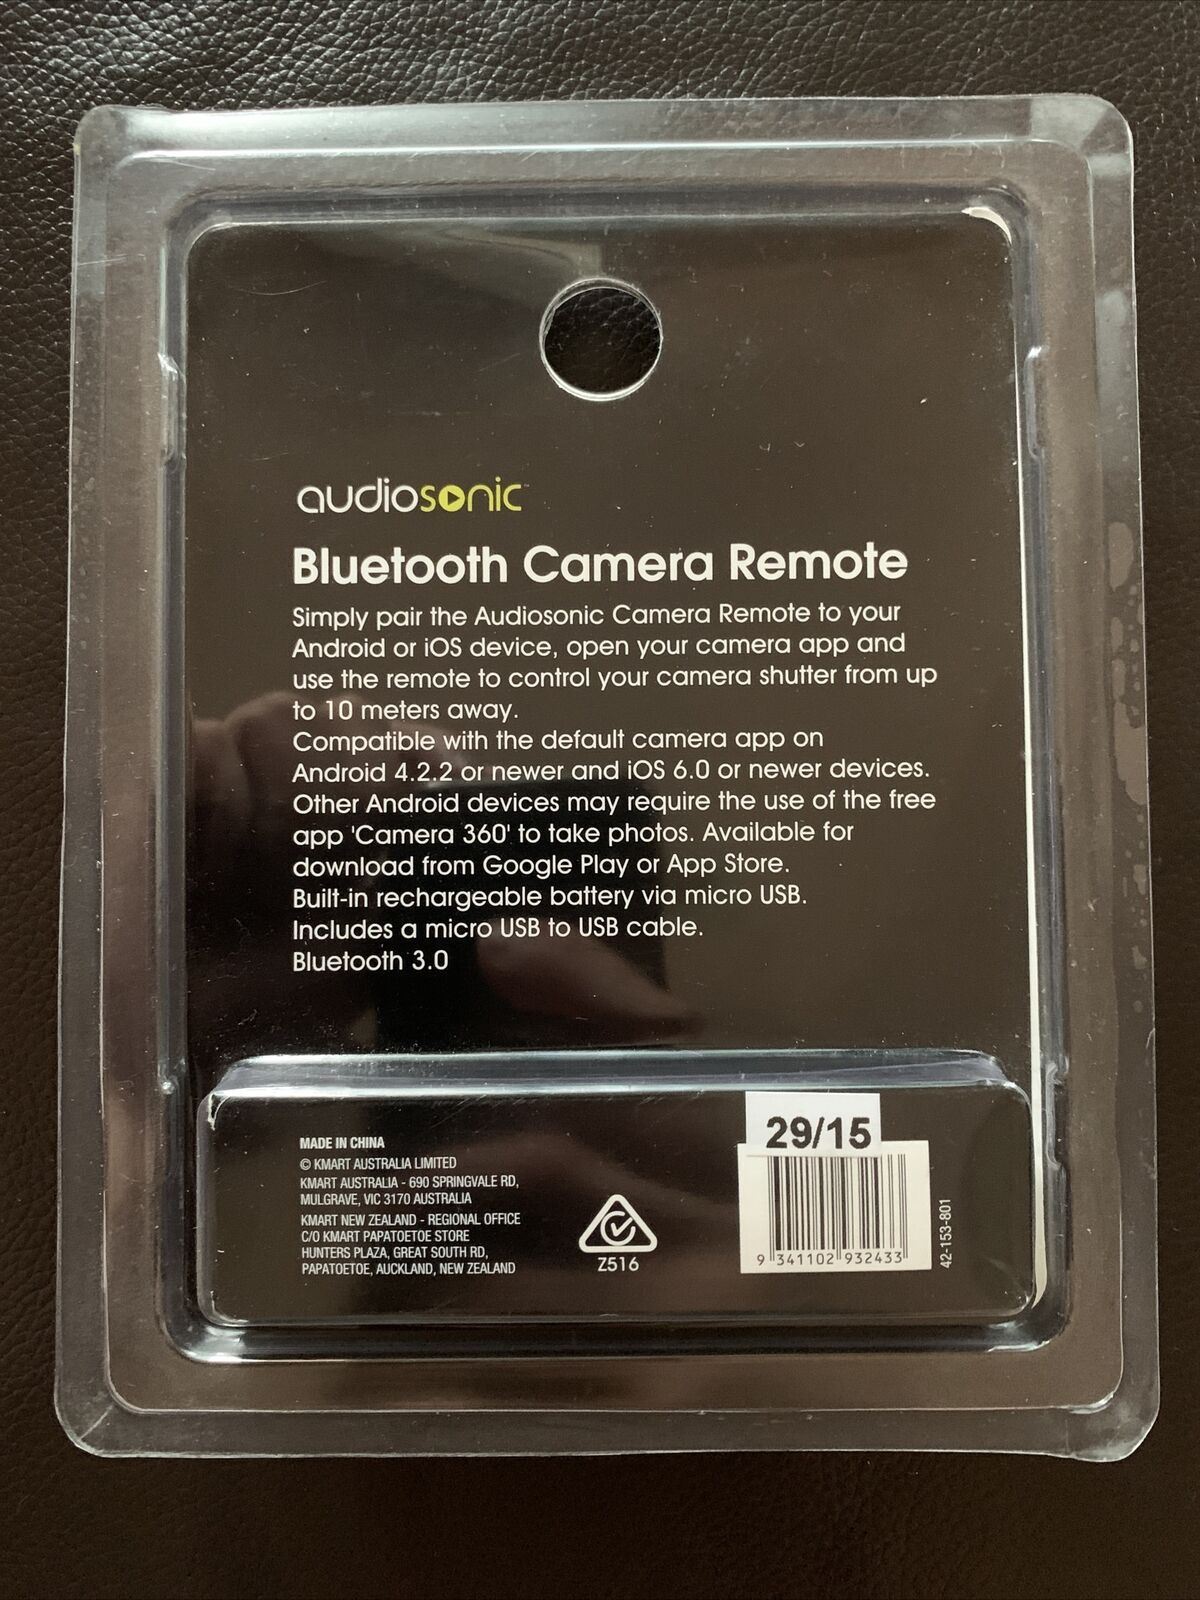 audiosonic™
Bluetooth Camera Remote
Simply pair the Audiosonic Camera Remote to your
Android or iOS device, open your camera app and
use the remote to control your camera shutter from up
to 10 meters away.
Compatible with the default camera app on
Android 4.2.2 or newer and iOS 6.0 or newer devices.
Other Android devices may require the use of the free
app 'Camera 360' to take photos. Available for
download from Google Play or App Store.
Built-in rechargeable battery via micro USB.
Includes a micro USB to USB cable.
Bluetooth 3.0
MADE IN CHINA
© KMART AUSTRALIA LIMITED
KMART AUSTRALIA - 690 SPRINGVALE RD,
MULGRAVE, VIC 3170 AUSTRALIA
KMART NEW ZEALAND - REGIONAL OFFICE
C/O KMART PAPATOETOE STORE
HUNTERS PLAZA, GREAT SOUTH RD,
PAPATOETOE, AUCKLAND, NEW ZEALAND
Z516
29/15
9 341102 932433
42-153-801